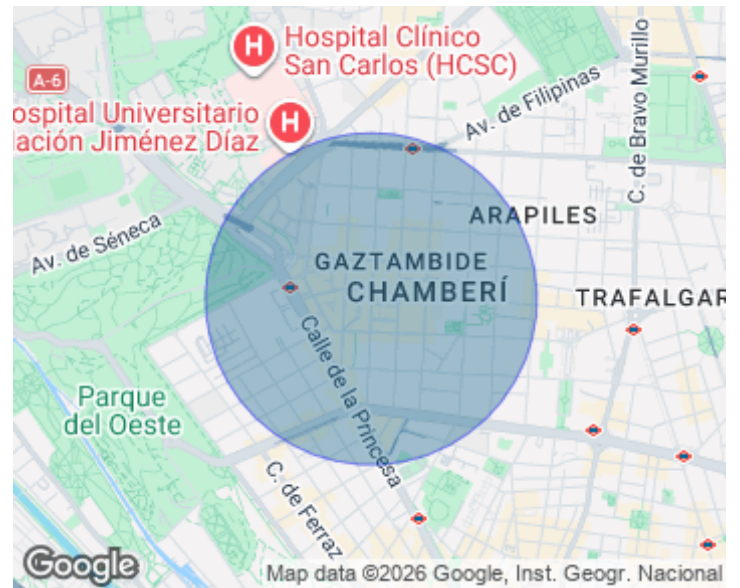 Hospital Clínico
San Carlos (HCSC)
A-6
ospital Universitario
lación Jiménez Díaz
H
H
Av. de Filipinas
C. de Bravo Murillo
ARAPILES
Av. de Séneca
GAZTAMBIDE
CHAMBERÍ
TRAFALGAR
Calle de la Princesa
Parque
del Oeste
C. de Ferraz
Google
Map data ©2026 Google, Inst. Geogr. Nacional